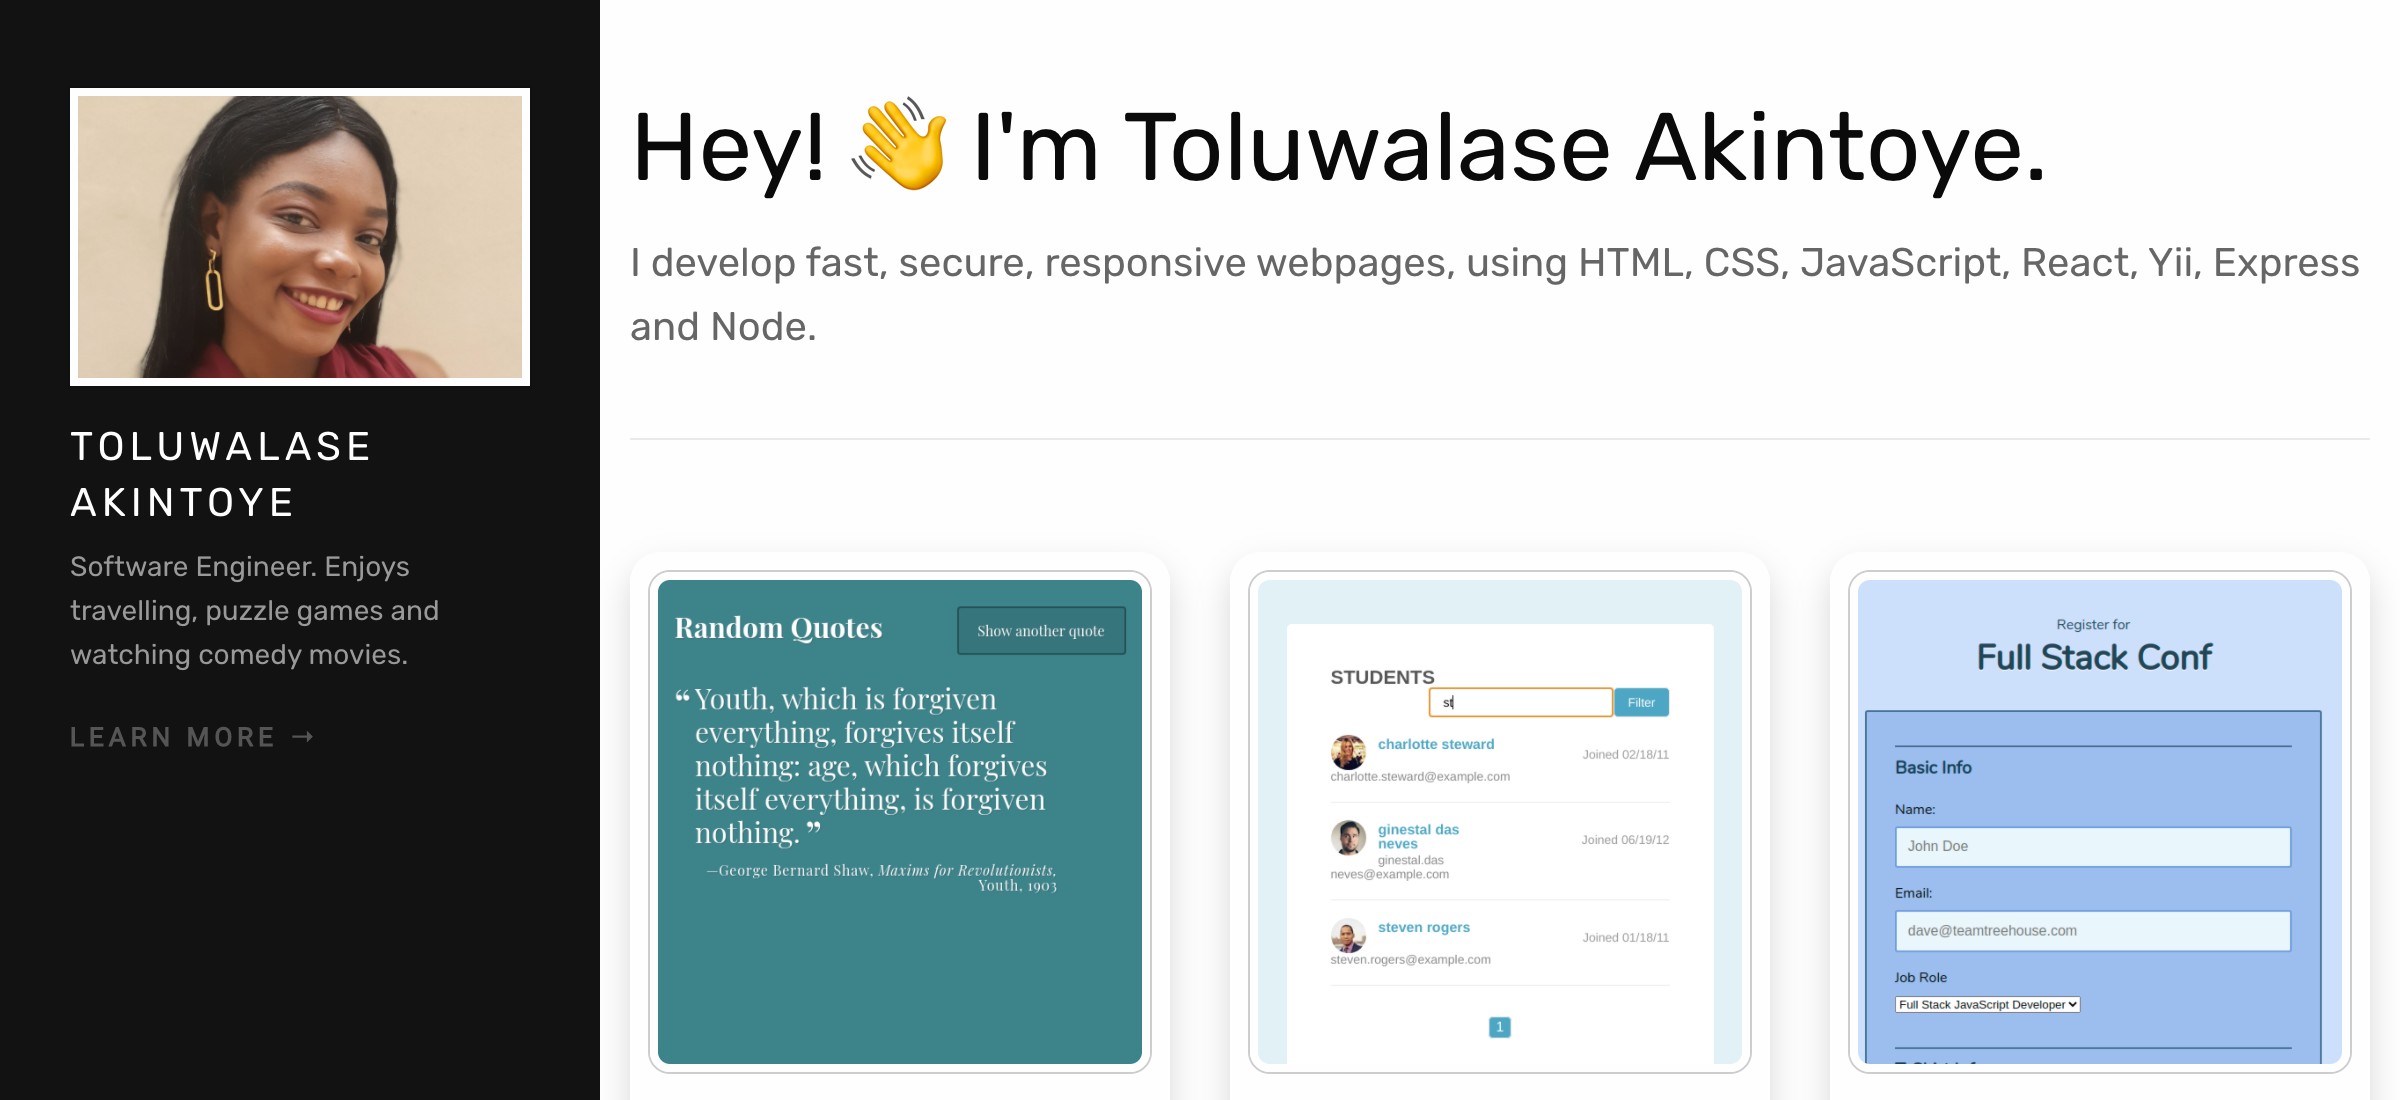 TOLUWALASE
AKINTOYE
Software Engineer. Enjoys
travelling, puzzle games and
watching comedy movies.
LEARN MORE →
Hey! 👋 I'm Toluwalase Akintoye.
I develop fast, secure, responsive webpages, using HTML, CSS, JavaScript, React, Yii, Express
and Node.
Random Quotes
Show another quote
“ Youth, which is forgiven
everything, forgives itself
nothing: age, which forgives
itself everything, is forgiven
nothing. ”
—George Bernard Shaw, Maxims for Revolutionists,
Youth, 1903
STUDENTS
st
Filter
charlotte steward
Joined 02/18/11
charlotte.steward@example.com
ginestal das
neves
Joined 06/19/12
ginestal.das
neves@example.com
steven rogers
Joined 01/18/11
steven.rogers@example.com
1
Register for
Full Stack Conf
Basic Info
Name:
John Doe
Email:
dave@teamtreehouse.com
Job Role
Full Stack JavaScript Developer